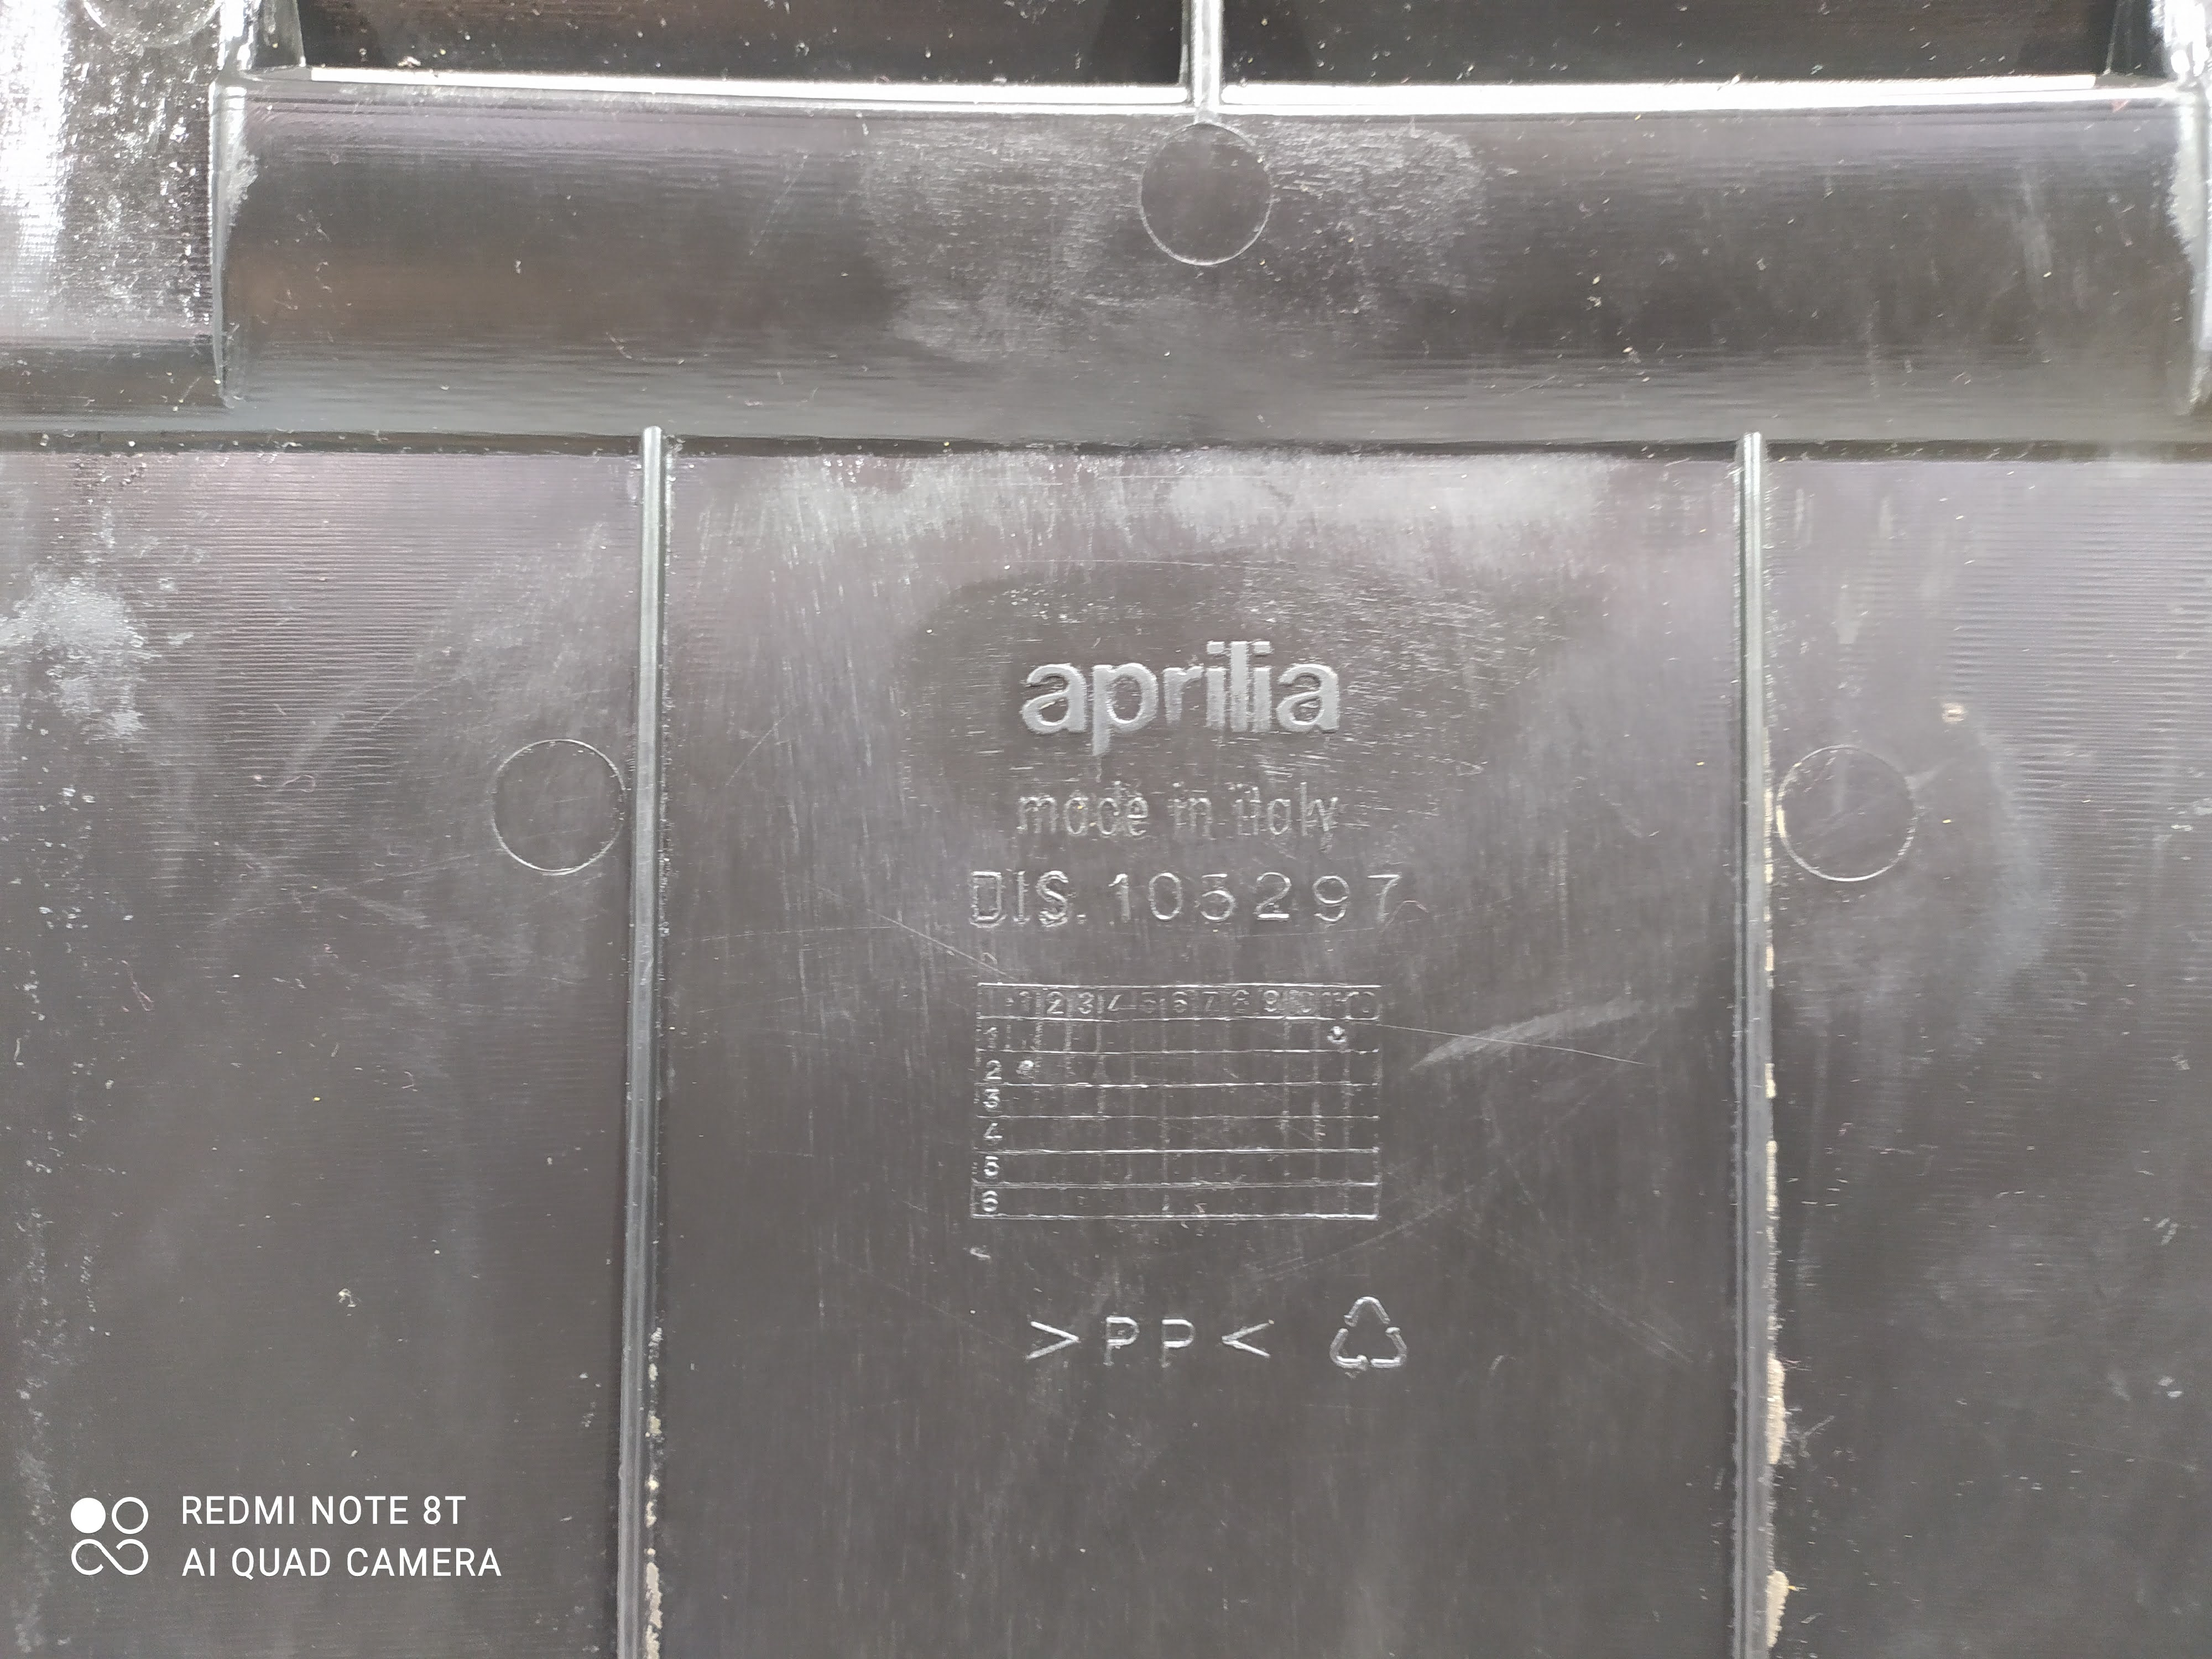 aprilia
made in italy
DIS. 105297
1 2 3 4 5 6 7 8 9 10 11 12
1
2
3
4
5
6
>PP<
REDMI NOTE 8T
AI QUAD CAMERA